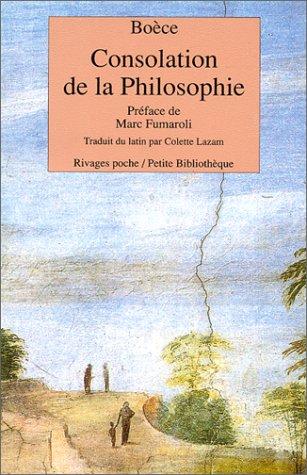 Boèce
Consolation
de la Philosophie
Préface de
Marc Fumaroli
Traduit du latin par Colette Lazam
Rivages poche / Petite Bibliothèque